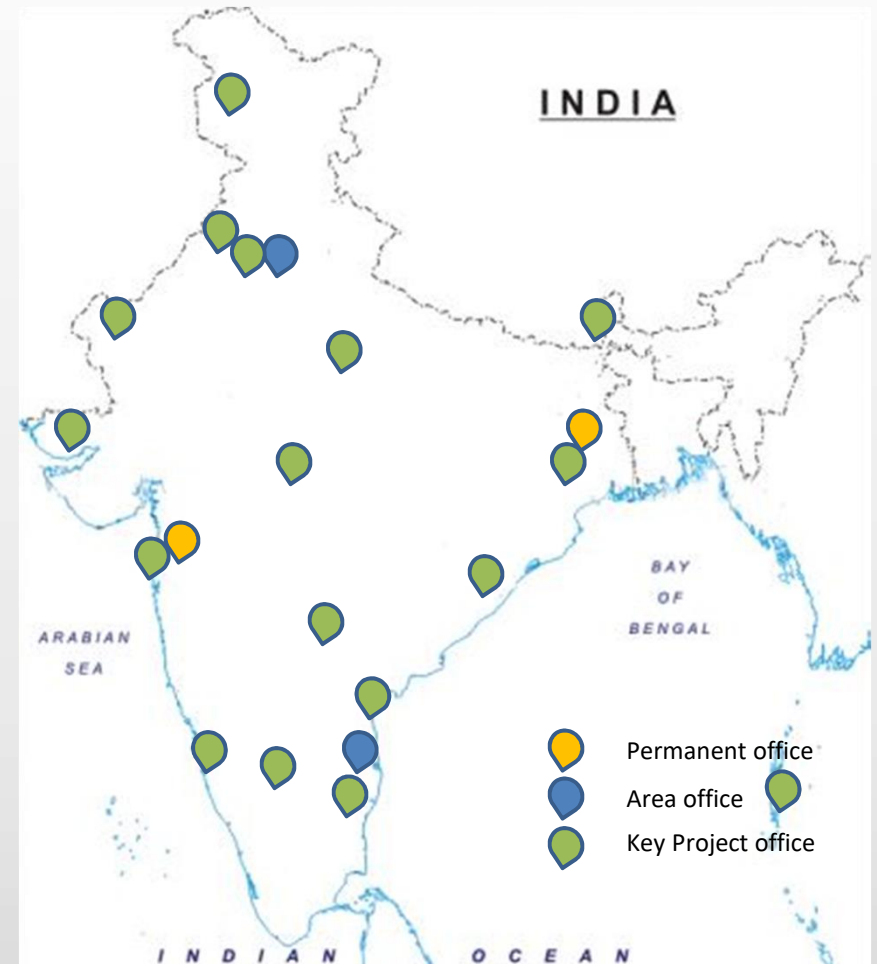 INDIA
BAY
OF
BENGAL
ARABIAN
SEA
Permanent office
Area office
Key Project office
INDIAN OCEAN